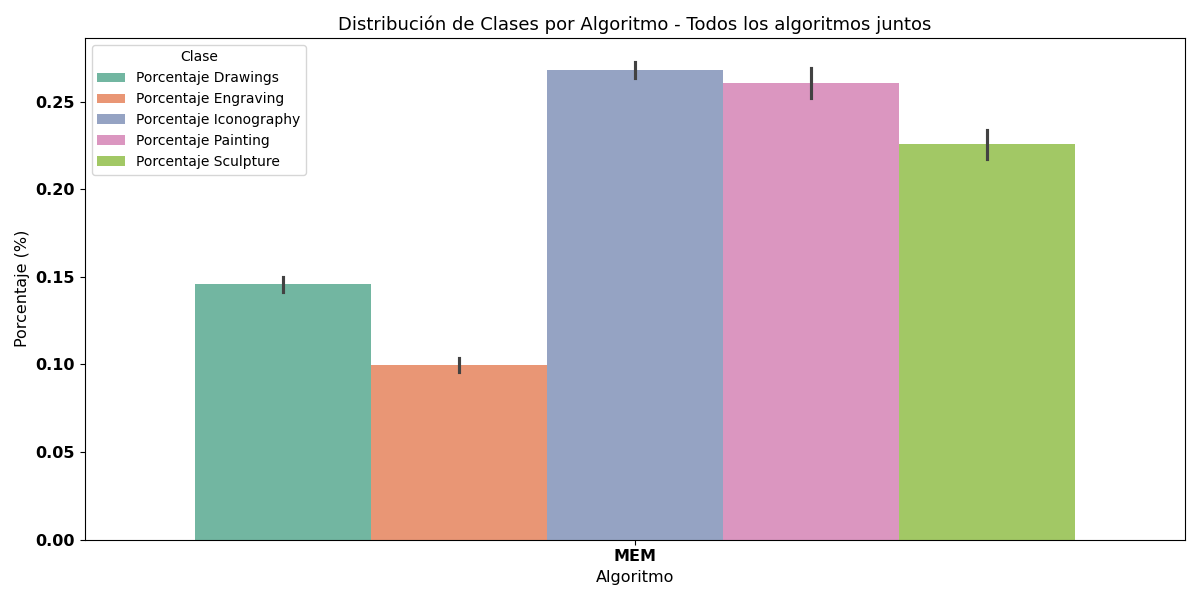 Distribución de Clases por Algoritmo - Todos los algoritmos juntos
Clase
Porcentaje Drawings
Porcentaje Engraving
Porcentaje Iconography
Porcentaje Painting
Porcentaje Sculpture
Porcentaje (%)
0.25
0.20
0.15
0.10
0.05
0.00
MEM
Algoritmo